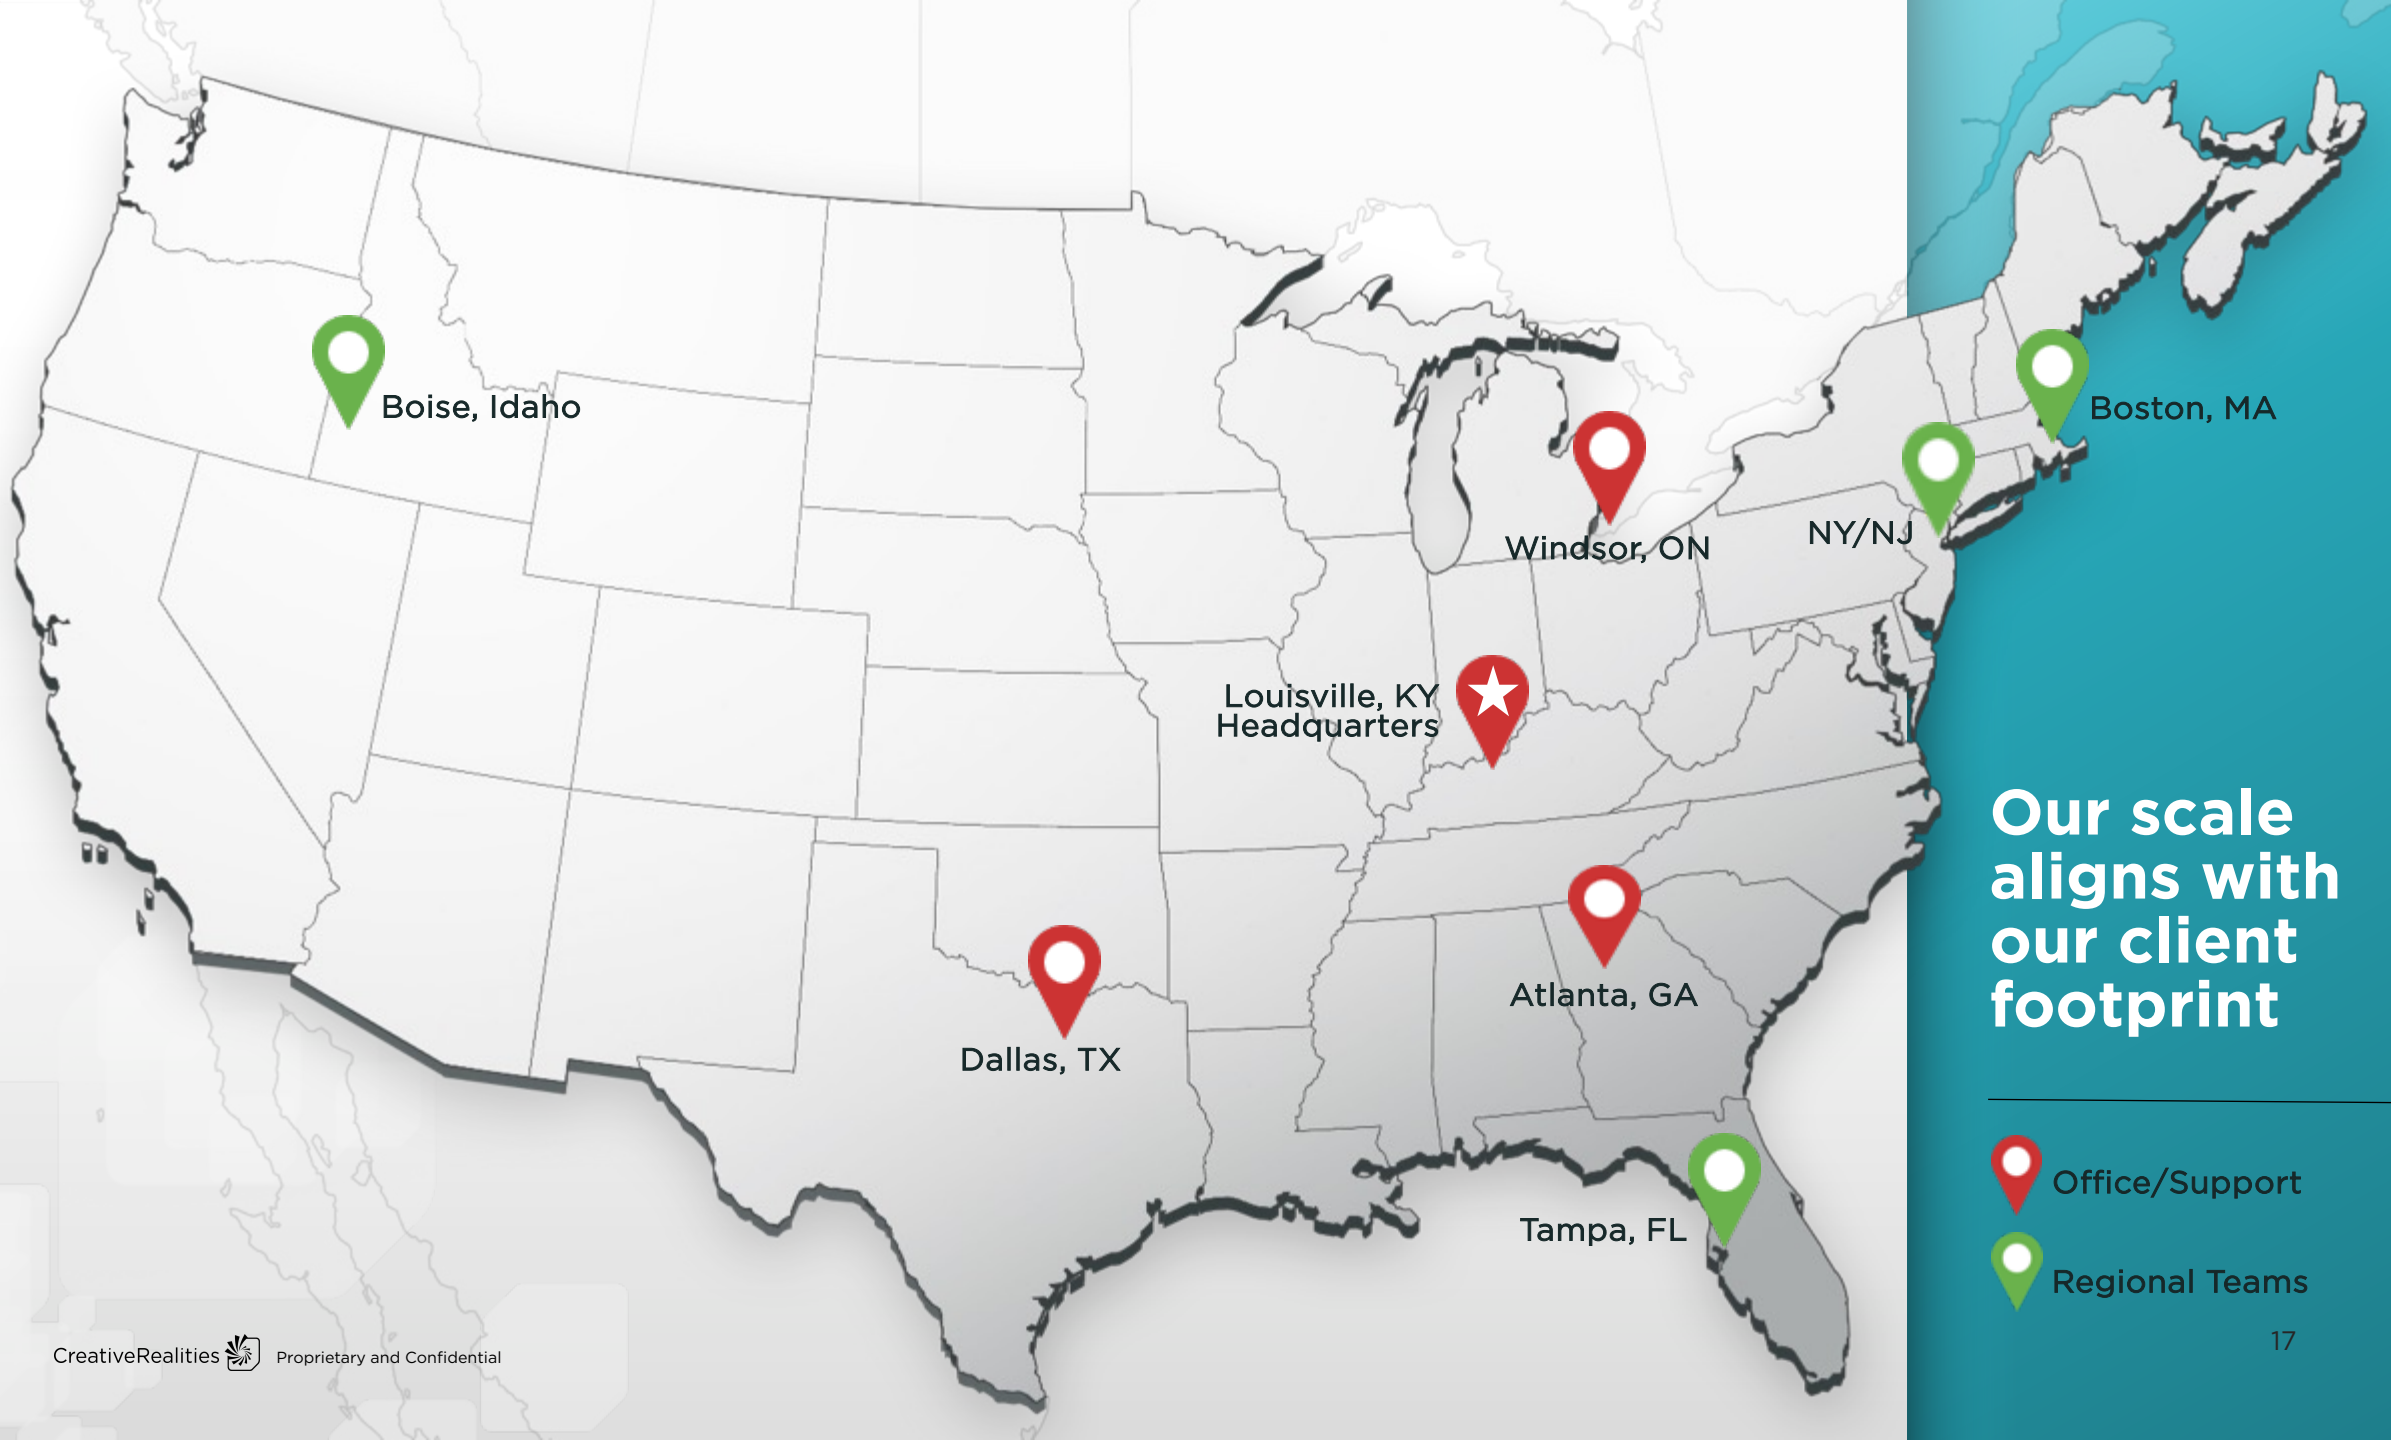 Boise, Idaho
Boston, MA
NY/NJ
Windsor, ON
Louisville, KY
Headquarters
Atlanta, GA
Dallas, TX
Tampa, FL
Our scale
aligns with
our client
footprint
Office/Support
Regional Teams
17
CreativeRealities Proprietary and Confidential